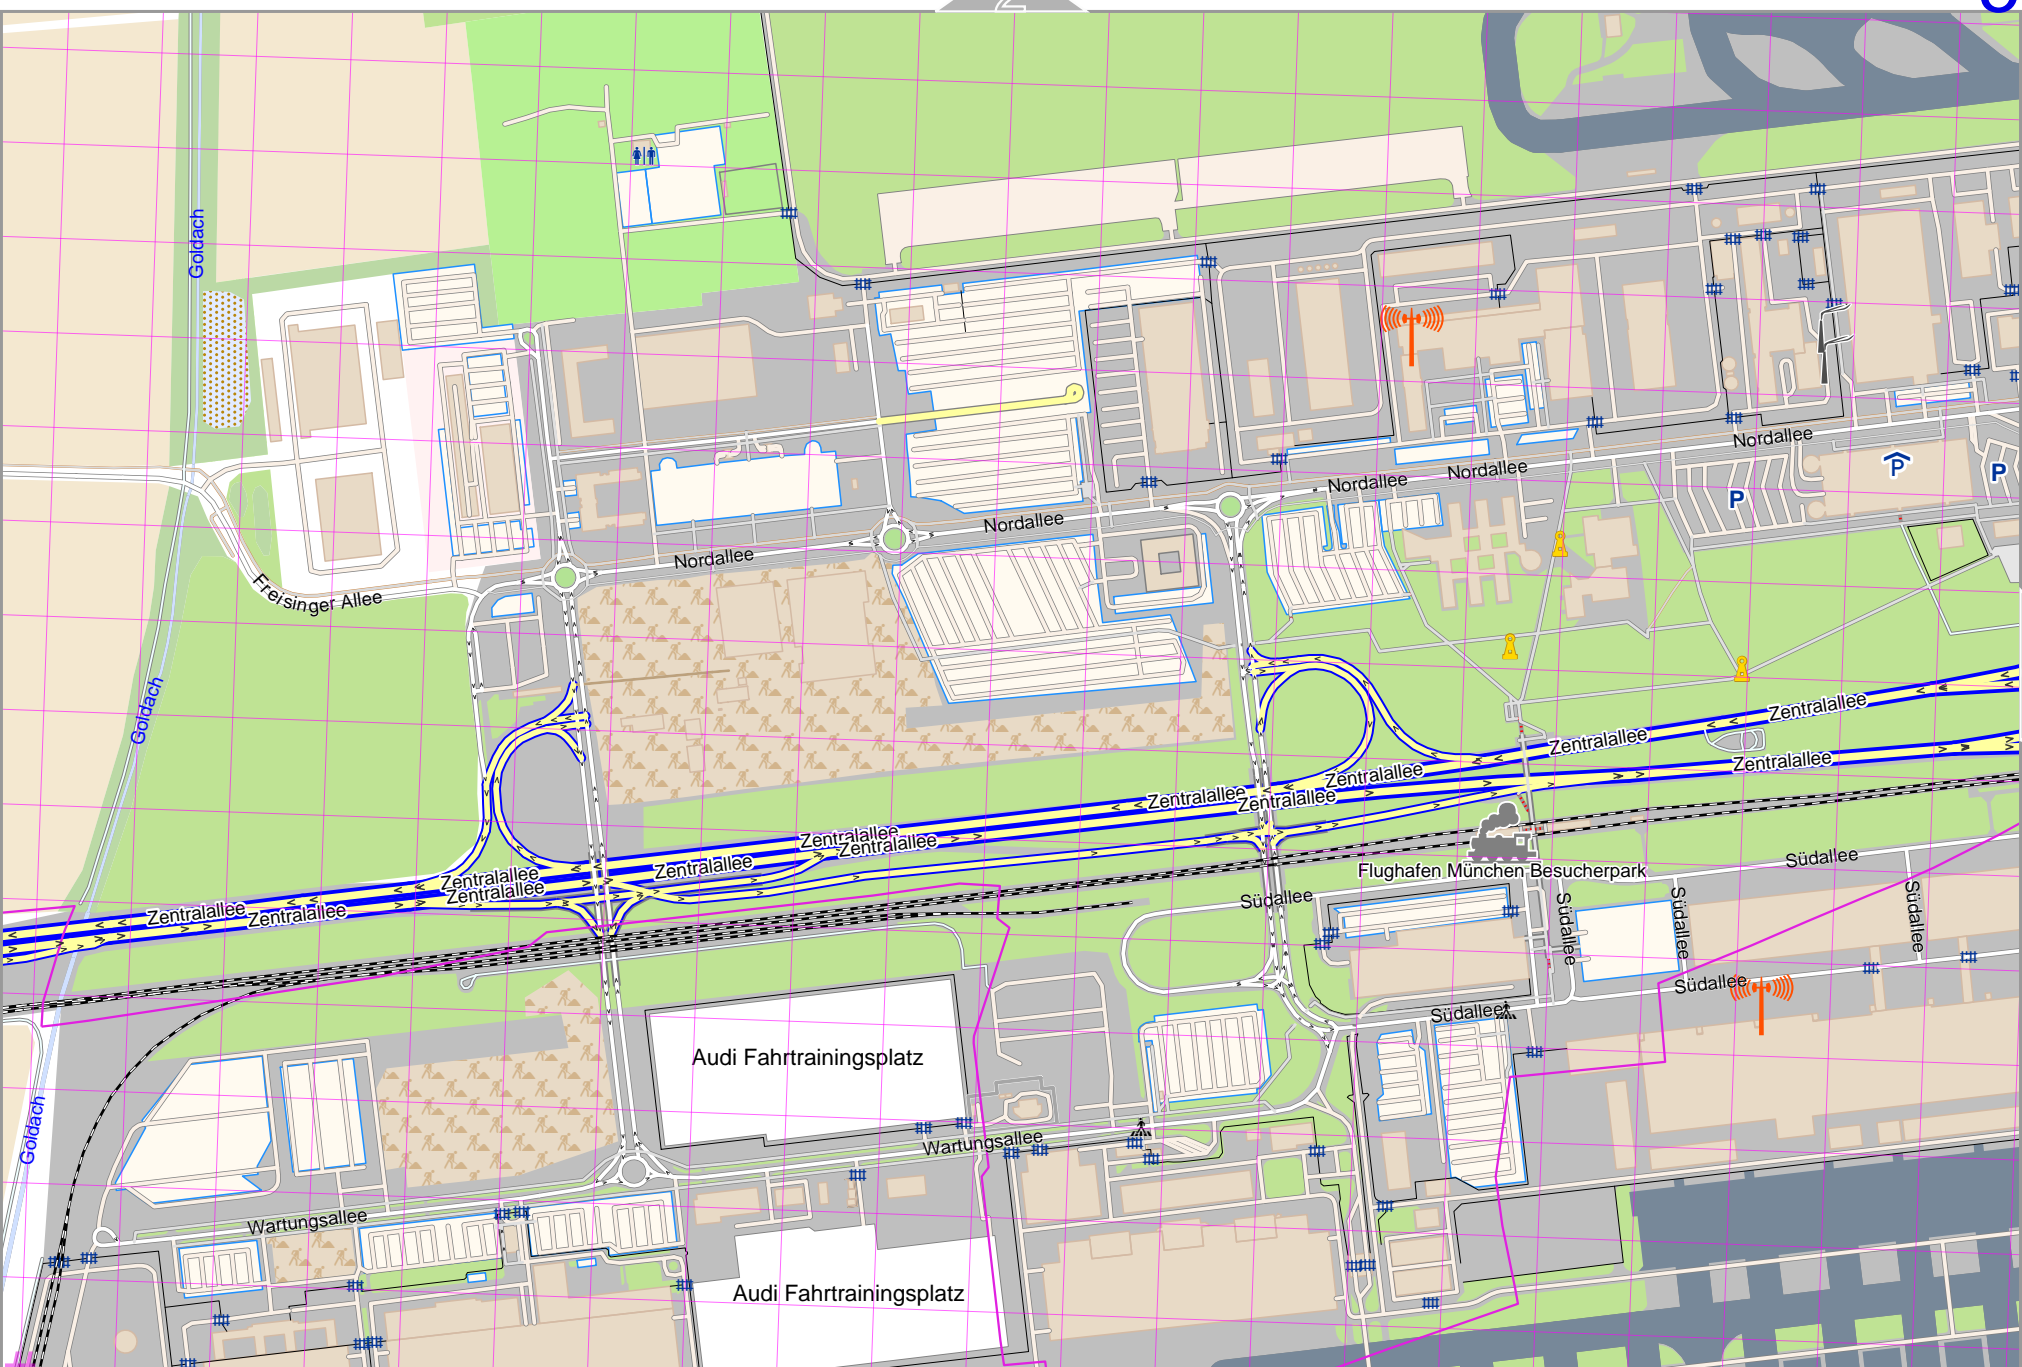 Goldach
Nordallee
P
P
P
Nordallee
Nordallee
Nordallee
Nordallee
Freisinger Allee
Goldach
Zentralallee
Zentralallee
Zentralallee
Zentralallee
Zentralallee
Zentralallee
Zentralallee
Zentralallee
Zentralallee
Zentralallee
Zentralallee
Zentralallee
Zentralallee
Flughafen München Besucherpark
Südallee
Südallee
Südallee
Südallee
Südallee
Südallee
Südallee
Audi Fahrtrainingsplatz
Goldach
Wartungsallee
Wartungsallee
Audi Fahrtrainingsplatz